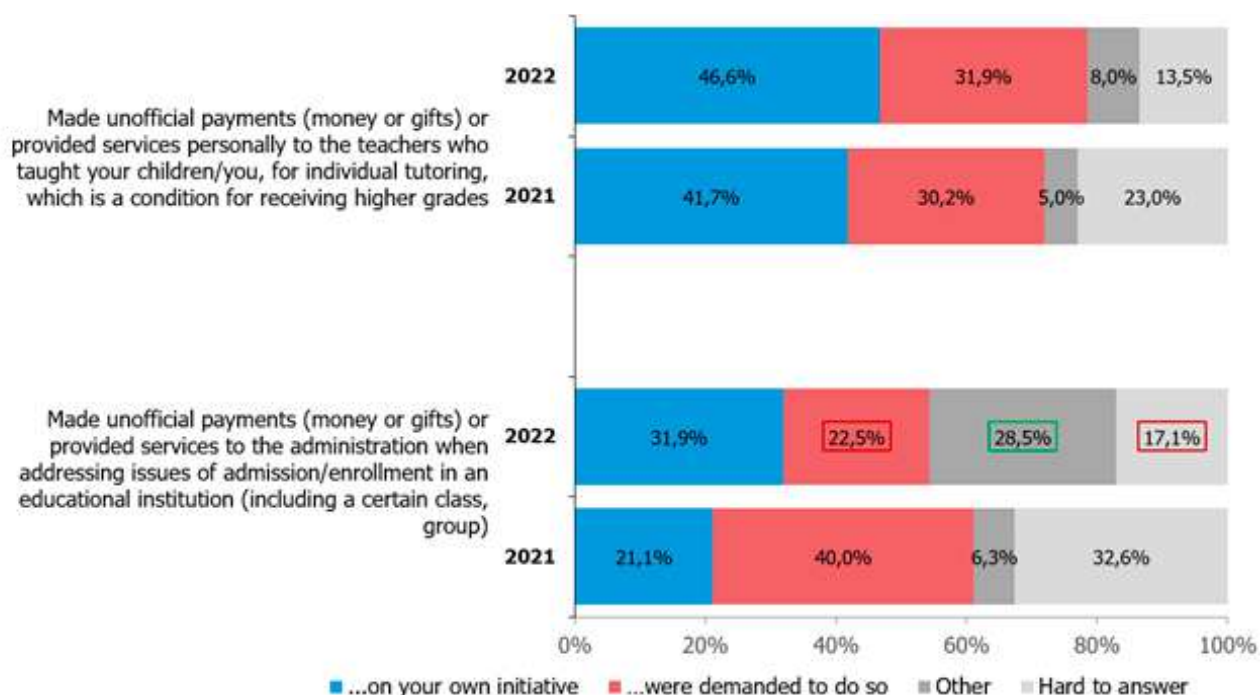 2022
46,6%
31,9%
8,0%
13,5%
Made unofficial payments (money or gifts) or
provided services personally to the teachers who
taught your children/you, for individual tutoring,
which is a condition for receiving higher grades
2021
41,7%
30,2%
5,0%
23,0%
Made unofficial payments (money or gifts) or
provided services to the administration when
addressing issues of admission/enrollment in an
educational institution (including a certain class,
group)
2022
31,9%
22,5%
28,5%
17,1%
2021
21,1%
40,0%
6,3%
32,6%
0%
20%
40%
60%
80%
100%
...on your own initiative
...were demanded to do so
Other
Hard to answer